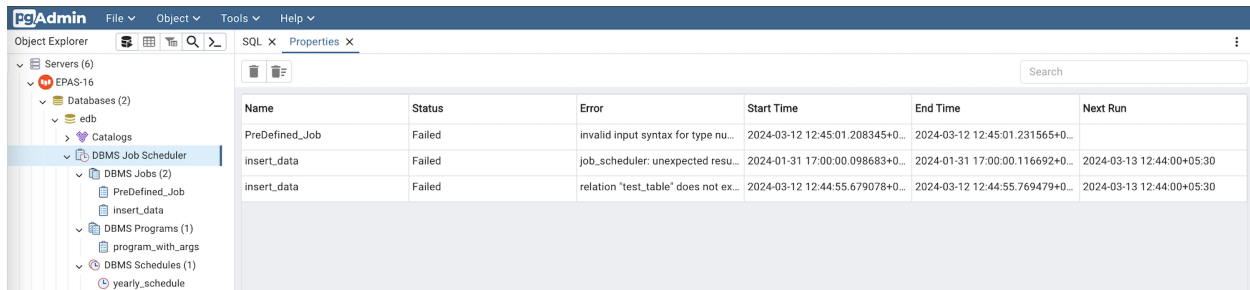 pgAdmin File Object Tools Help
Object Explorer SQL Properties
Servers (6)
EPAS-16
Search
Databases (2)
edb
Name Status Error Start Time End Time Next Run
Catalogs
PreDefined_Job Failed invalid input syntax for type nu... 2024-03-12 12:45:01.208345+0... 2024-03-12 12:45:01.231565+0...
DBMS Job Scheduler
insert_data Failed job_scheduler: unexpected resu... 2024-01-31 17:00:00.098683+0... 2024-01-31 17:00:00.116692+0... 2024-03-13 12:44:00+05:30
DBMS Jobs (2)
PreDefined_Job
insert_data Failed relation "test_table" does not ex... 2024-03-12 12:44:55.679078+0... 2024-03-12 12:44:55.769479+0... 2024-03-13 12:44:00+05:30
insert_data
DBMS Programs (1)
program_with_args
DBMS Schedules (1)
yearly_schedule